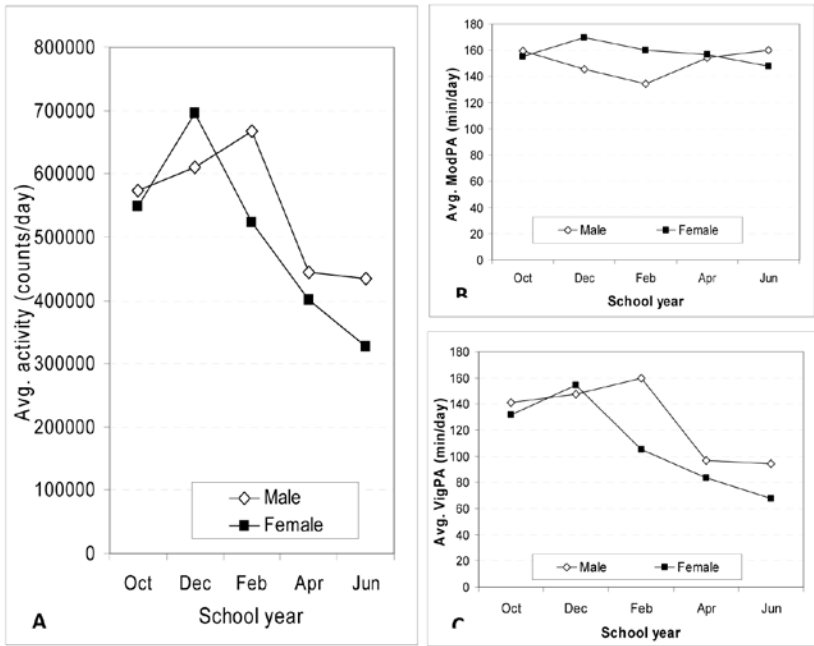 800000
700000
600000
500000
400000
300000
200000
100000
0
Avg. activity (counts/day)
Male
Female
Oct Dec Feb Apr Jun
School year
A
180
160
140
120
100
80
60
40
20
0
Avg. ModPA (min/day)
Male Female
Oct Dec Feb Apr Jun
School year
B
180
160
140
120
100
80
60
40
20
0
Avg. VigPA (min/day)
Male Female
Oct Dec Feb Apr Jun
School year
C